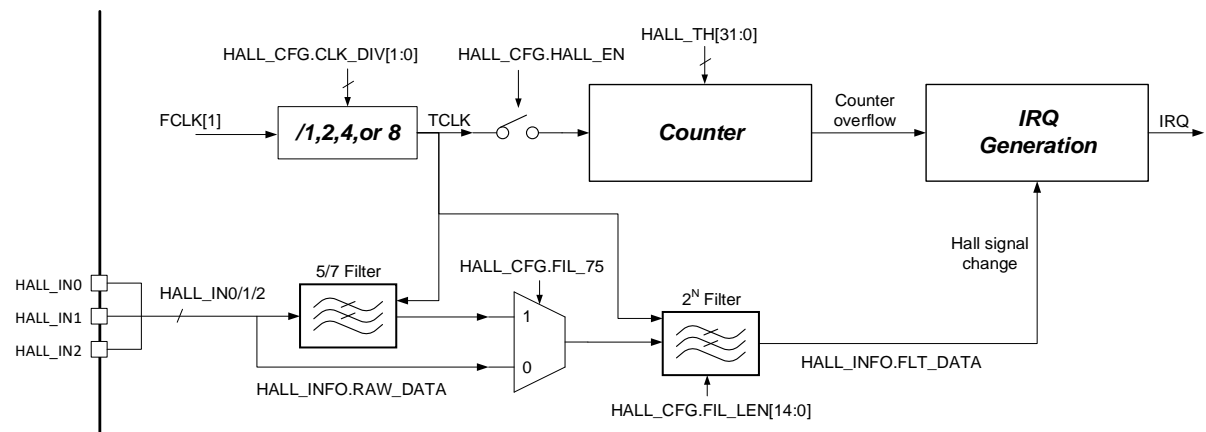 HALL_TH[31:0]
HALL_CFG.CLK_DIV[1:0]
HALL_CFG.HALL_EN
FCLK[1]
/1,2,4,or 8
TCLK
Counter
Counter
overflow
IRQ
Generation
IRQ
Hall signal
change
HALL_IN0
HALL_IN1
HALL_IN2
HALL_IN0/1/2
5/7 Filter
HALL_CFG.FIL_75
1
0
2^N Filter
HALL_INFO.RAW_DATA
HALL_INFO.FLT_DATA
HALL_CFG.FIL_LEN[14:0]